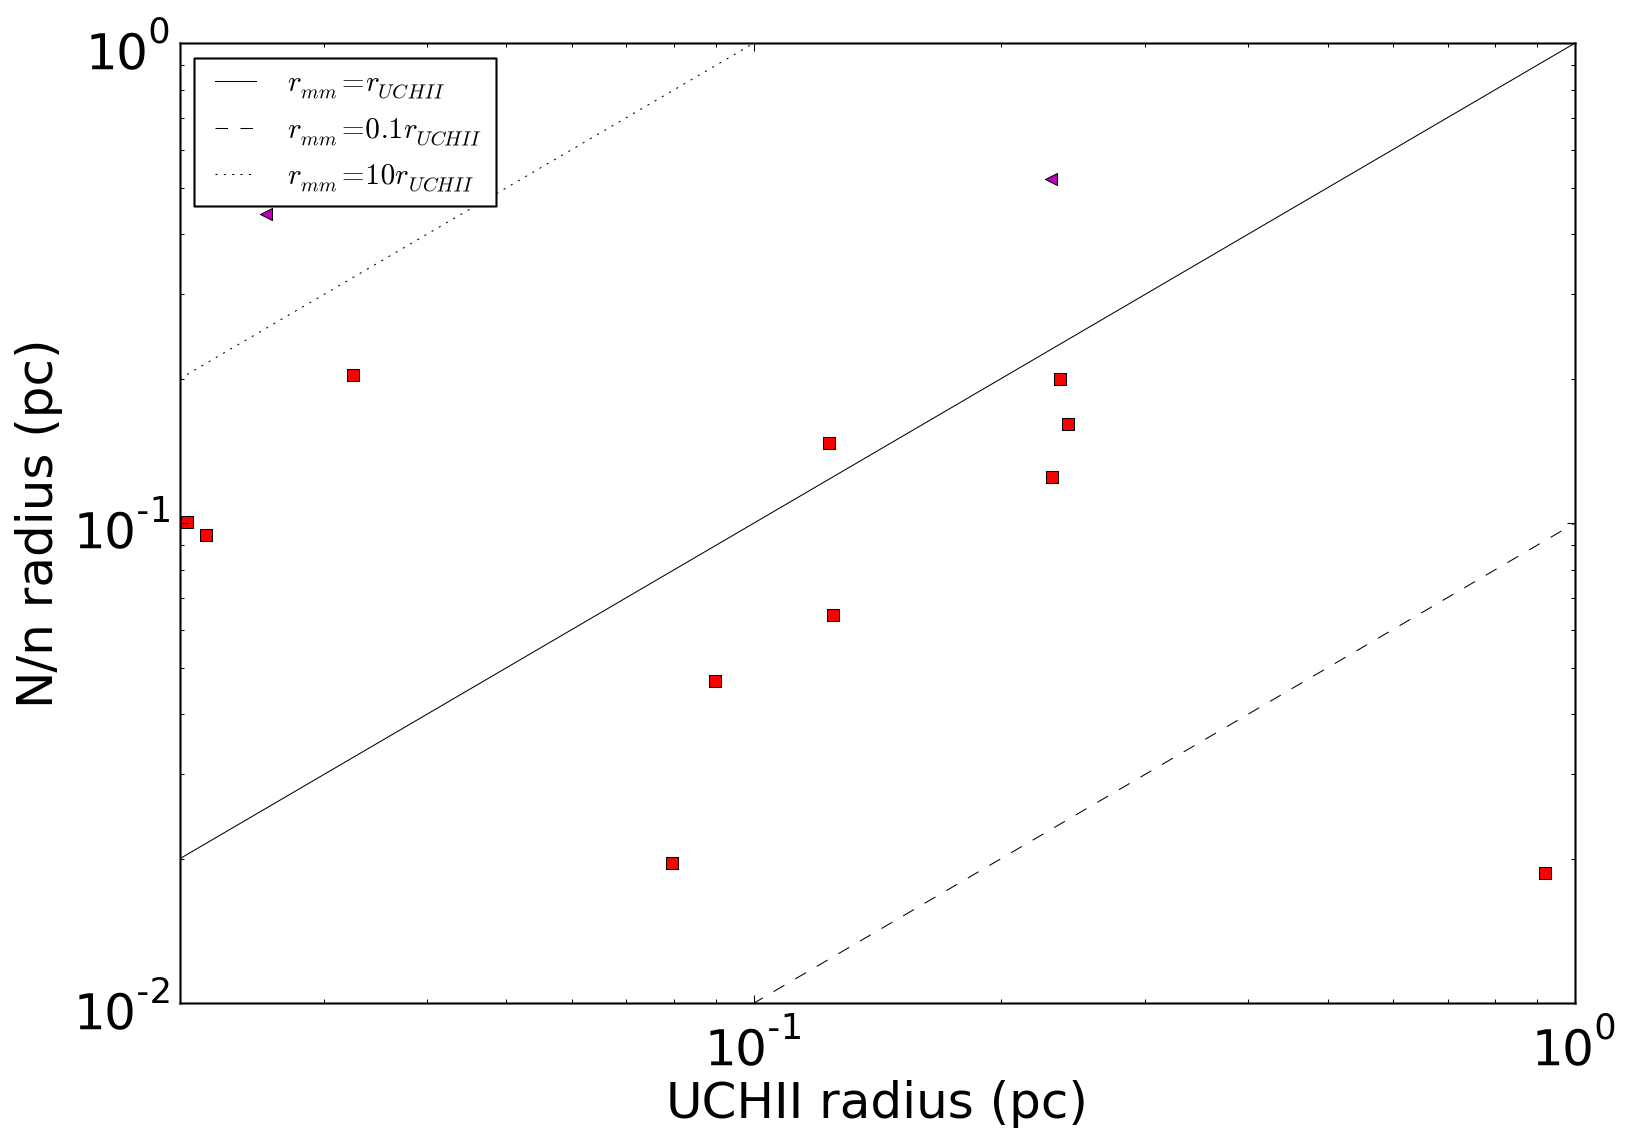 10^0
r_mm=r_UCHII
r_mm=0.1r_UCHII
r_mm=10r_UCHII
N/n radius (pc)
10^-1
10^-2
10^-1
10^0
UCHII radius (pc)